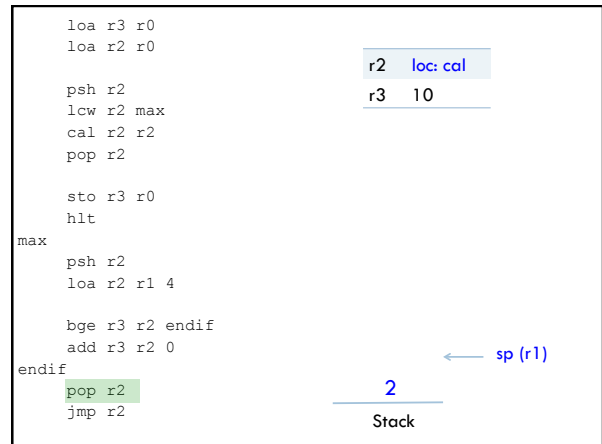 loa r3 r0
loa r2 r0
psh r2
lcw r2 max
cal r2 r2
pop r2
sto r3 r0
hlt
max
psh r2
loa r2 r1 4
bge r3 r2 endif
add r3 r2 0
endif
pop r2
jmp r2
r2 loc: cal
r3 10
sp (r1)
2
Stack